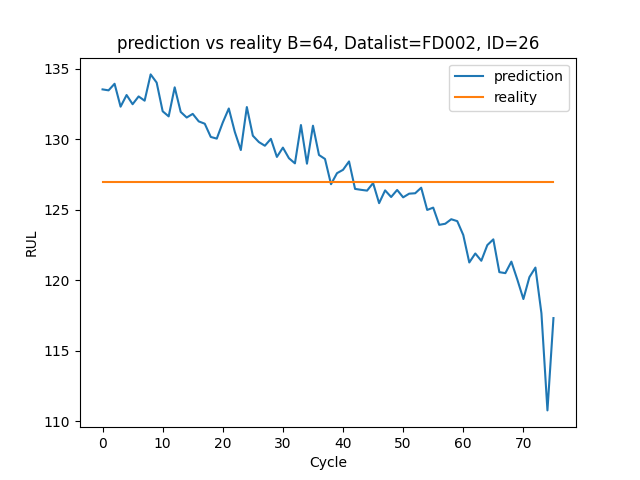 prediction vs reality B=64, Datalist=FD002, ID=26
prediction
reality
RUL
135
130
125
120
115
110
0 10 20 30 40 50 60 70
Cycle